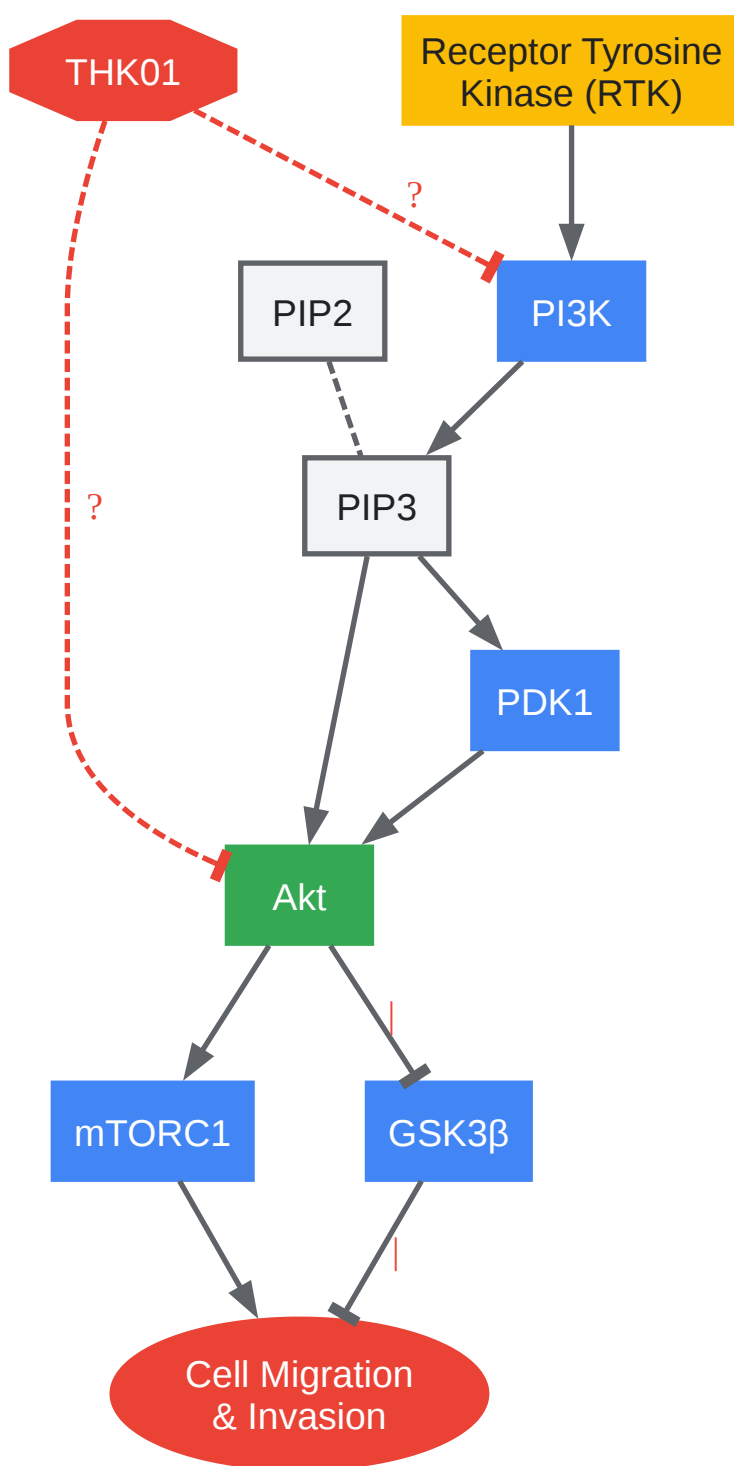 THK01
Receptor Tyrosine
Kinase (RTK)
?
PIP2
PI3K
PIP3
?
PDK1
Akt
|
mTORC1
GSK3β
|
Cell Migration
& Invasion